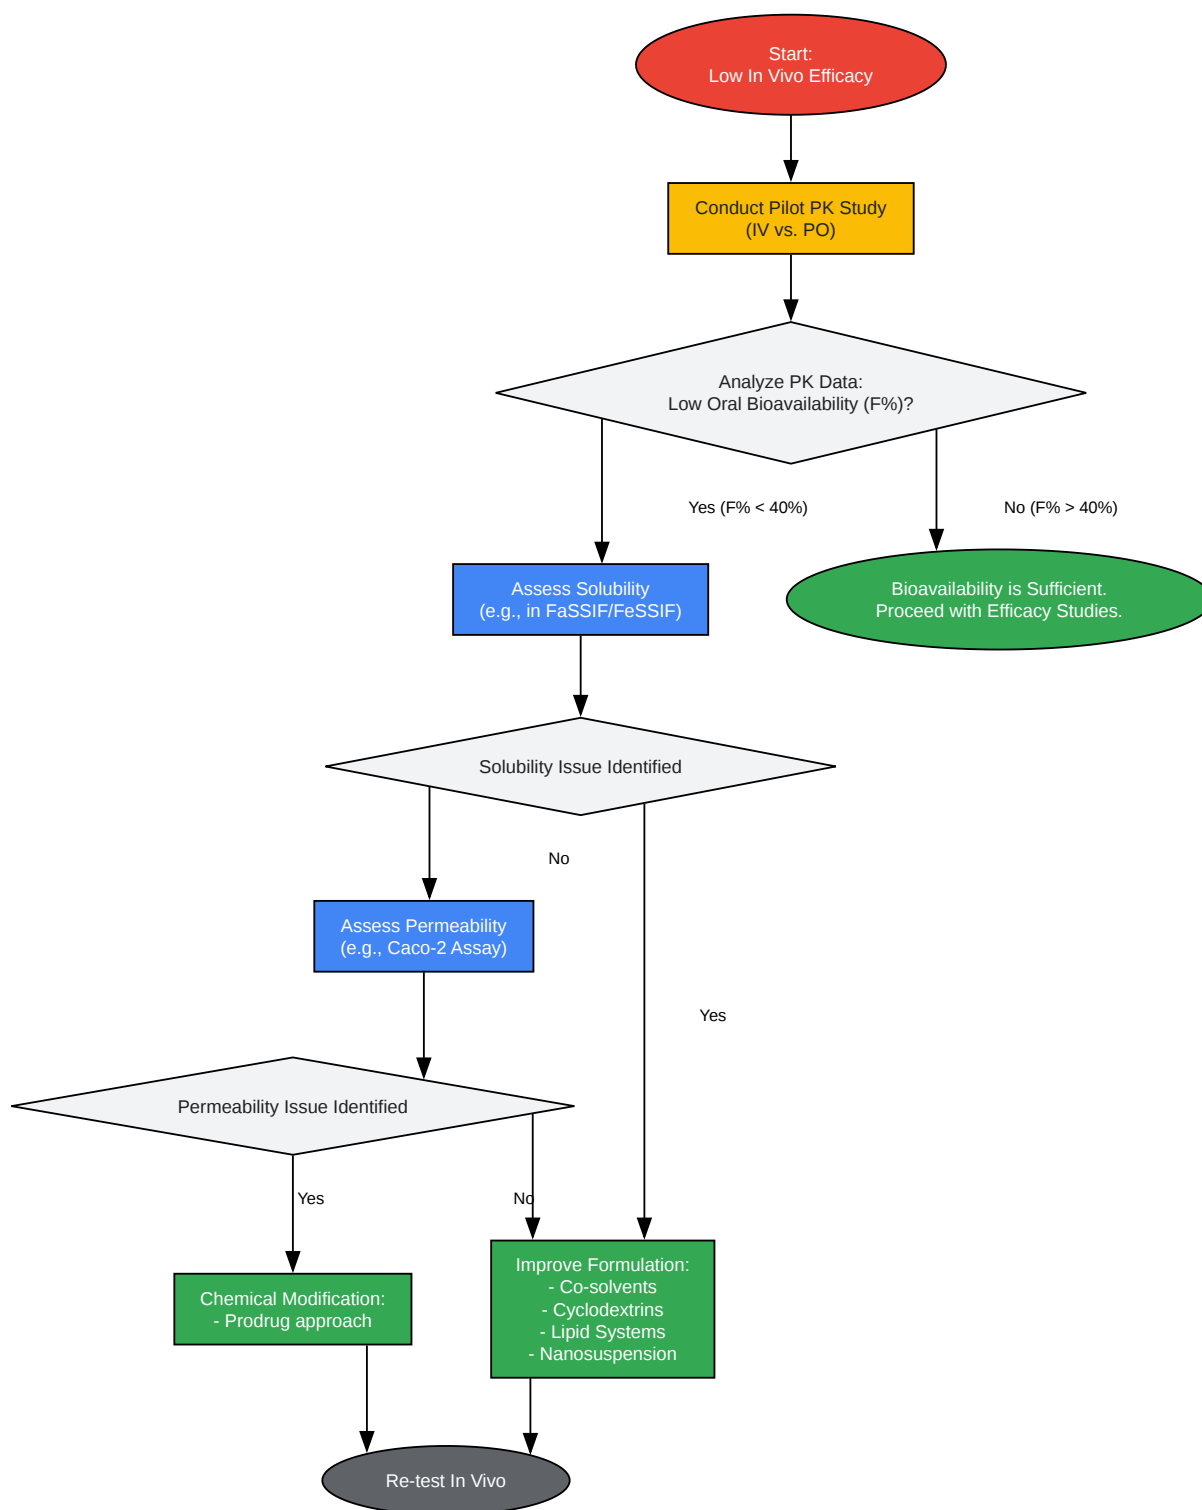 Start:
Low In Vivo Efficacy
Conduct Pilot PK Study
(IV vs. PO)
Analyze PK Data:
Low Oral Bioavailability (F%)?
Yes (F% < 40%)
No (F% > 40%)
Assess Solubility
(e.g., in FaSSIF/FeSSIF)
Bioavailability is Sufficient.
Proceed with Efficacy Studies.
Solubility Issue Identified
No
Assess Permeability
(e.g., Caco-2 Assay)
Yes
Permeability Issue Identified
Yes
No
Chemical Modification:
- Prodrug approach
Improve Formulation:
- Co-solvents
- Cyclodextrins
- Lipid Systems
- Nanosuspension
Re-test In Vivo